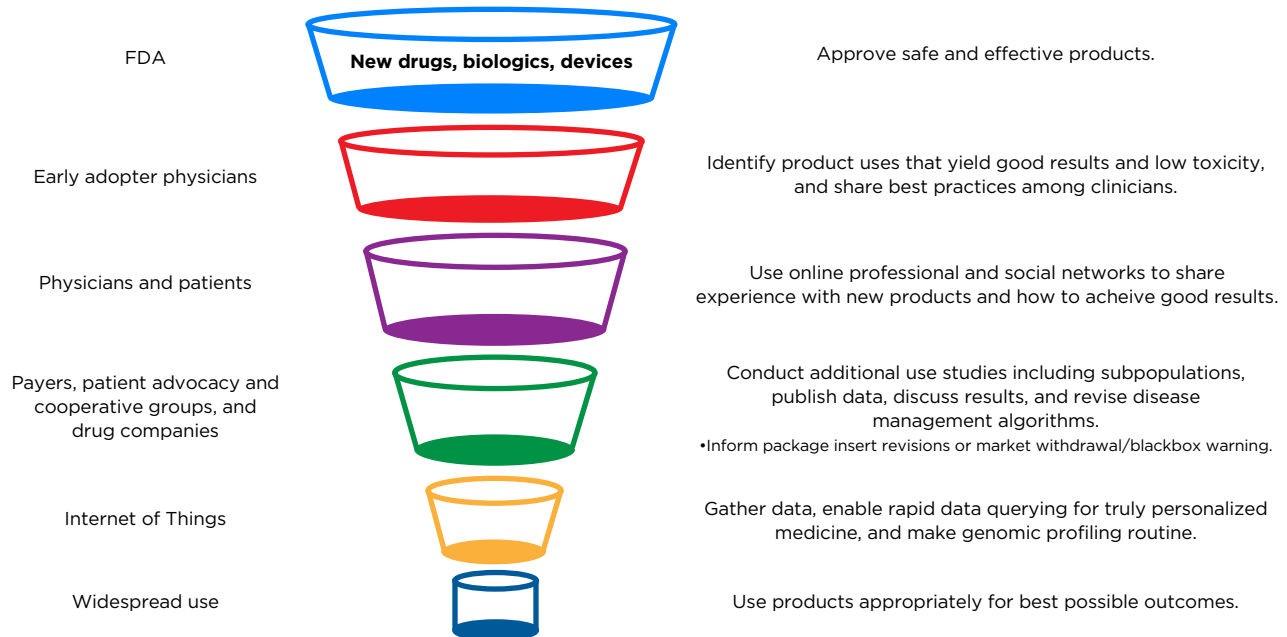 FDA
New drugs, biologics, devices
Approve safe and effective products.
Early adopter physicians
Identify product uses that yield good results and low toxicity,
and share best practices among clinicians.
Physicians and patients
Use online professional and social networks to share
experience with new products and how to acheive good results.
Payers, patient advocacy and
cooperative groups, and
drug companies
Conduct additional use studies including subpopulations,
publish data, discuss results, and revise disease
management algorithms.
•Inform package insert revisions or market withdrawal/blackbox warning.
Internet of Things
Gather data, enable rapid data querying for truly personalized
medicine, and make genomic profiling routine.
Widespread use
Use products appropriately for best possible outcomes.